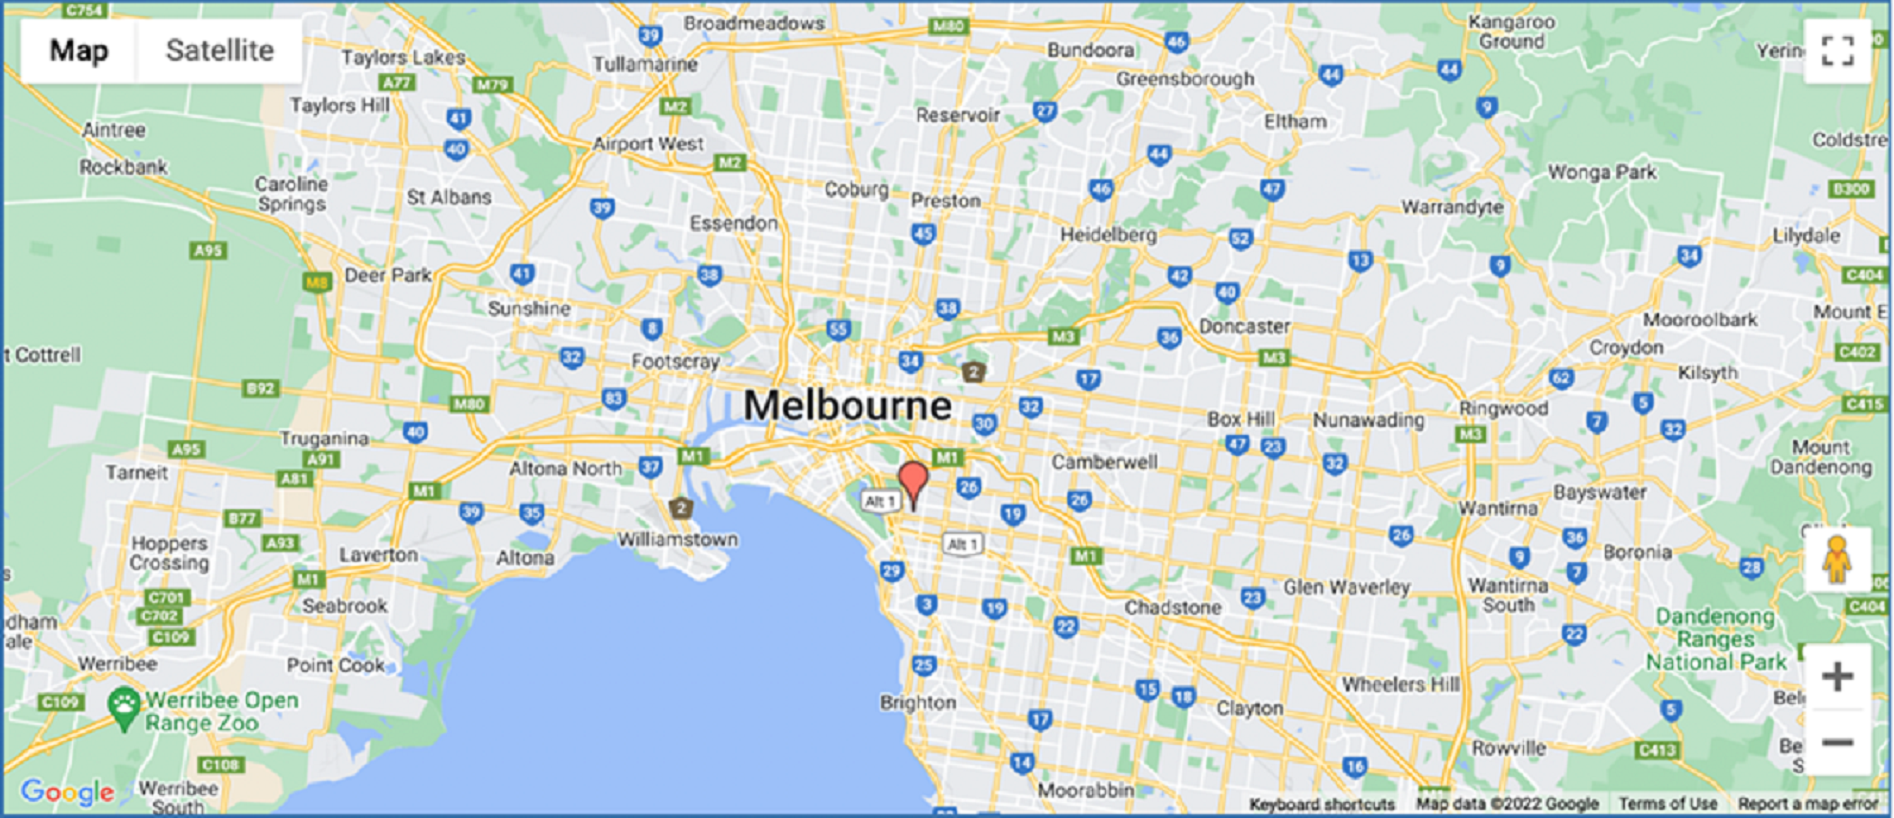 C754
Map
Satellite
Broadmeadows
M80
Kangaroo
Ground
39
46
Bundoora
Taylors Lakes
Tullamarine
A77
M79
Greensborough
44
44
Taylors Hill
M2
Reservoir
27
9
41
Eltham
Aintree
40
Airport West
44
Coldstre
Rockbank
M2
Wonga Park
Caroline
Springs
St Albans
Coburg
Preston
46
47
B300
39
Essendon
Warrandyte
45
Heidelberg
52
Lilydale
A95
13
34
M8
Deer Park
41
38
42
9
C404
40
Sunshine
38
Mount E
8
55
Doncaster
Mooroolbark
M3
36
t Cottrell
32
Footscray
34
2
M3
Croydon
C402
B92
17
62
Kilsyth
M80
83
Melbourne
32
5
C415
30
Box Hill
Nunawading
Ringwood
7
Truganina
40
47
23
M3
32
A95
A91
M1
M1
32
Mount
Dandenong
Tarneit
A81
Altona North
37
Camberwell
M1
26
26
Bayswater
Alt 1
B77
39
35
2
19
Wantirna
Hoppers
Crossing
A93
Laverton
Altona
Williamstown
Alt 1
M1
26
36
Boronia
9
M1
29
7
28
C701
Seabrook
3
19
Chadstone
23
Glen Waverley
Wantirna
South
C404
C702
22
Dandenong
Ranges
National Park
C109
22
Werribee
Point Cook
25
C109
Werribee Open
Range Zoo
Brighton
15
18
Clayton
Wheelers Hill
5
17
Rowville
C413
C108
14
16
Google
Werribee
South
Moorabbin
Keyboard shortcuts
Map data ©2022 Google
Terms of Use
Report a map error